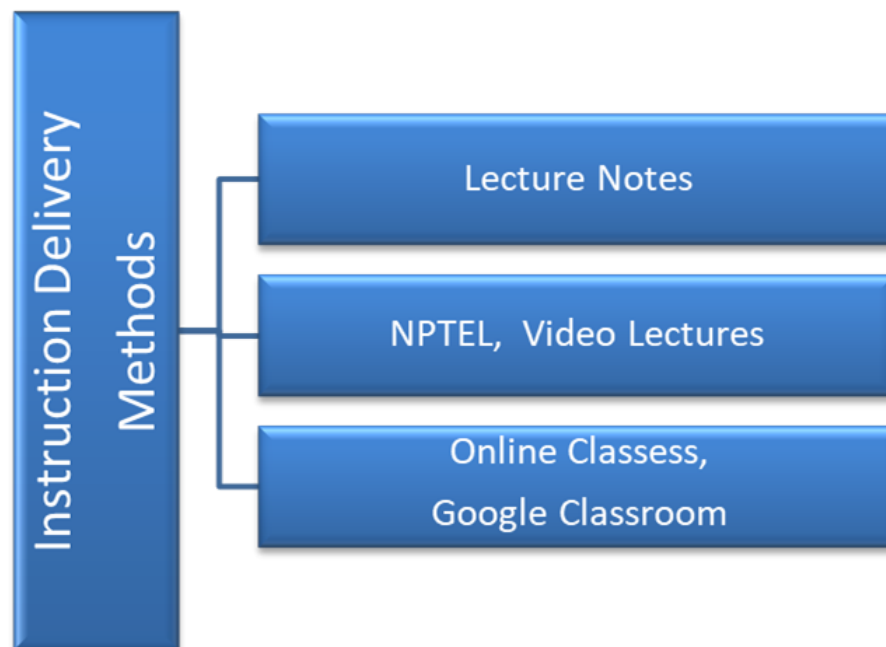 Instruction Delivery
Methods
Lecture Notes
NPTEL,  Video Lectures
Online Classess,
Google Classroom